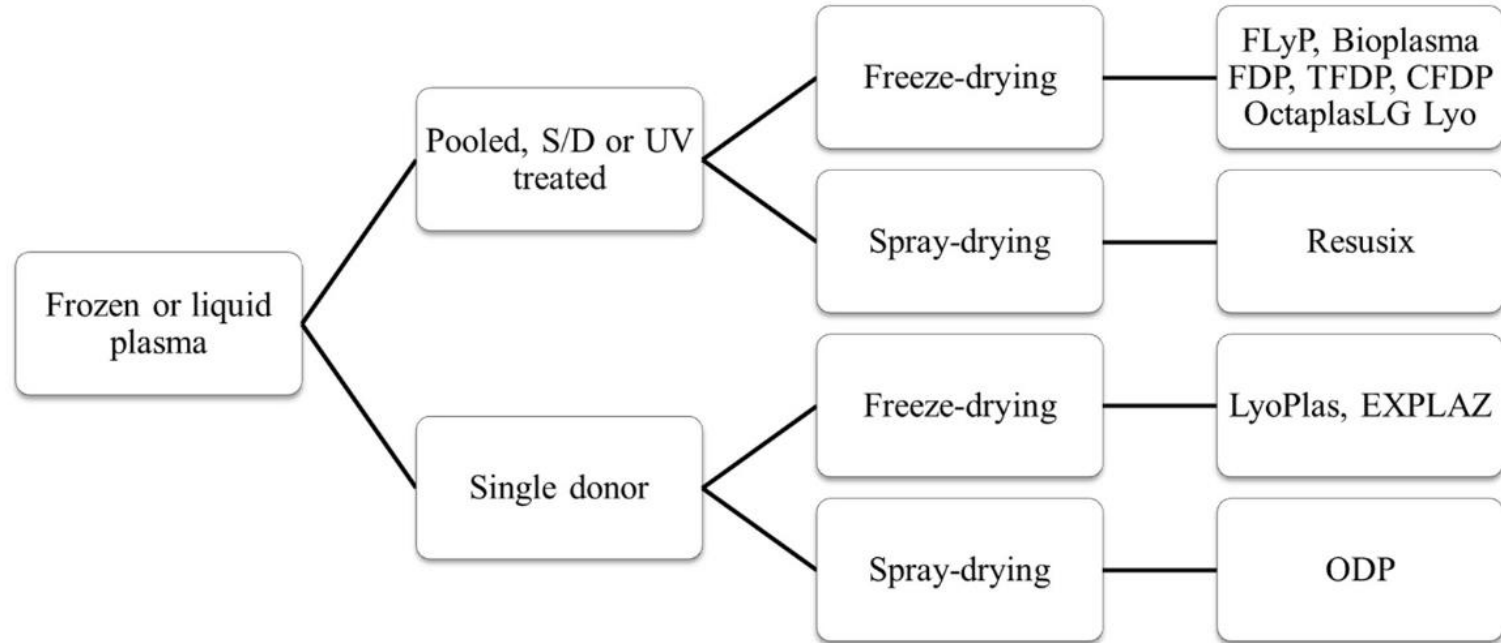 Frozen or liquid
plasma
Pooled, S/D or UV
treated
Single donor
Freeze-drying
Spray-drying
Freeze-drying
Spray-drying
FLyP, Bioplasma
FDP, TFDP, CFDP
OctaplasLG Lyo
Resusix
LyoPlas, EXPLAZ
ODP